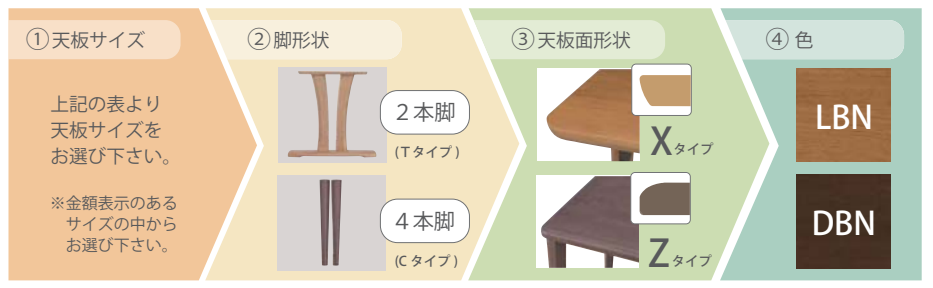 ①天板サイズ
上記の表より
天板サイズを
お選び下さい。
※金額表示のある
サイズの中から
お選び下さい。
②脚形状
2本脚
(Tタイプ)
4本脚
(Cタイプ)
③天板面形状
Xタイプ
Zタイプ
④色
LBN
DBN